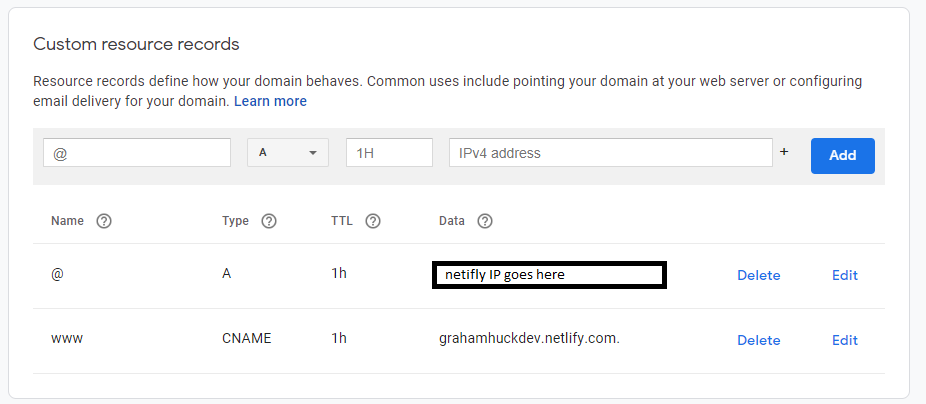 Custom resource records
Resource records define how your domain behaves. Common uses include pointing your domain at your web server or configuring
email delivery for your domain. Learn more
@ A 1H IPv4 address + Add
Name ? Type ? TTL ? Data ?
@ A 1h netifly IP goes here Delete Edit
www CNAME 1h grahamhuckdev.netlify.com. Delete Edit